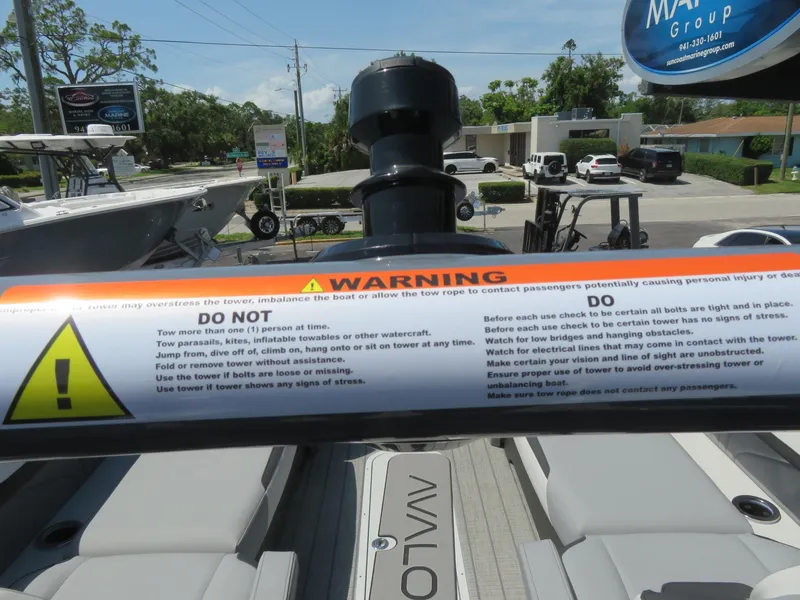 MA
Group
941-330-1601
suncoastmarinegroup.com
MARINE
WARNING
tower may overstress the tower, imbalance the boat or allow the tow rope to contact passengers potentially causing personal injury or dea
DO NOT
Tow more than one (1) person at time.
Tow parasails, kites, inflatable towables or other watercraft.
Jump from, dive off of, climb on, hang onto or sit on tower at any time.
Fold or remove tower without assistance.
Use the tower if bolts are loose or missing.
Use tower if tower shows any signs of stress.
DO
Before each use check to be certain all bolts are tight and in place.
Before each use check to be certain tower has no signs of stress.
Watch for low bridges and hanging obstacles.
Watch for electrical lines that may come in contact with the tower.
Make certain your vision and line of sight are unobstructed.
Ensure proper use of tower to avoid over-stressing tower or
unbalancing boat.
Make sure tow rope does not contact any passengers.
AVALO